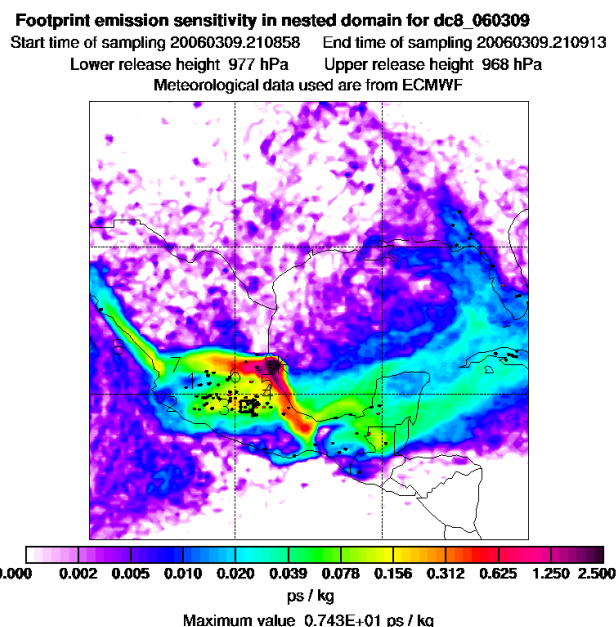 Footprint emission sensitivity in nested domain for dc8_060309
Start time of sampling 20060309.210858 End time of sampling 20060309.210913
Lower release height 977 hPa Upper release height 968 hPa
Meteorological data used are from ECMWF
7
0.000 0.002 0.005 0.010 0.020 0.039 0.078 0.156 0.312 0.625 1.250 2.500
ps / kg
Maximum value 0.743E+01 ps / kg